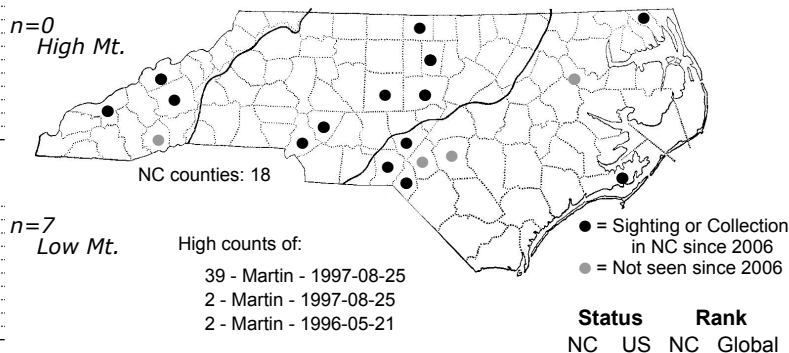 n=0
High Mt.
NC counties: 18
n=7
Low Mt.
High counts of:
39 - Martin - 1997-08-25
2 - Martin - 1997-08-25
2 - Martin - 1996-05-21
= Sighting or Collection
in NC since 2006
= Not seen since 2006
Status Rank
NC US NC Global